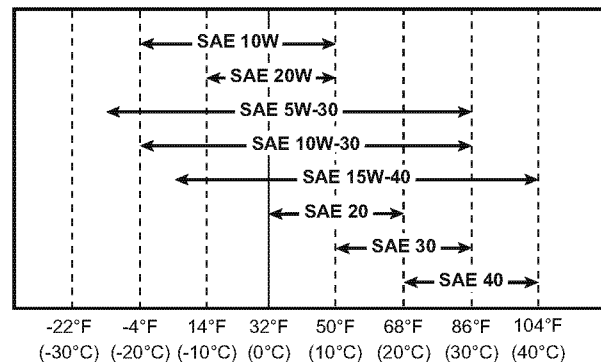 SAE 10W
SAE 20W
SAE 5W-30
SAE 10W-30
SAE 15W-40
SAE 20
SAE 30
SAE 40
-22°F -4°F 14°F 32°F 50°F 68°F 86°F 104°F
(-30°C) (-20°C) (-10°C) (0°C) (10°C) (20°C) (30°C) (40°C)